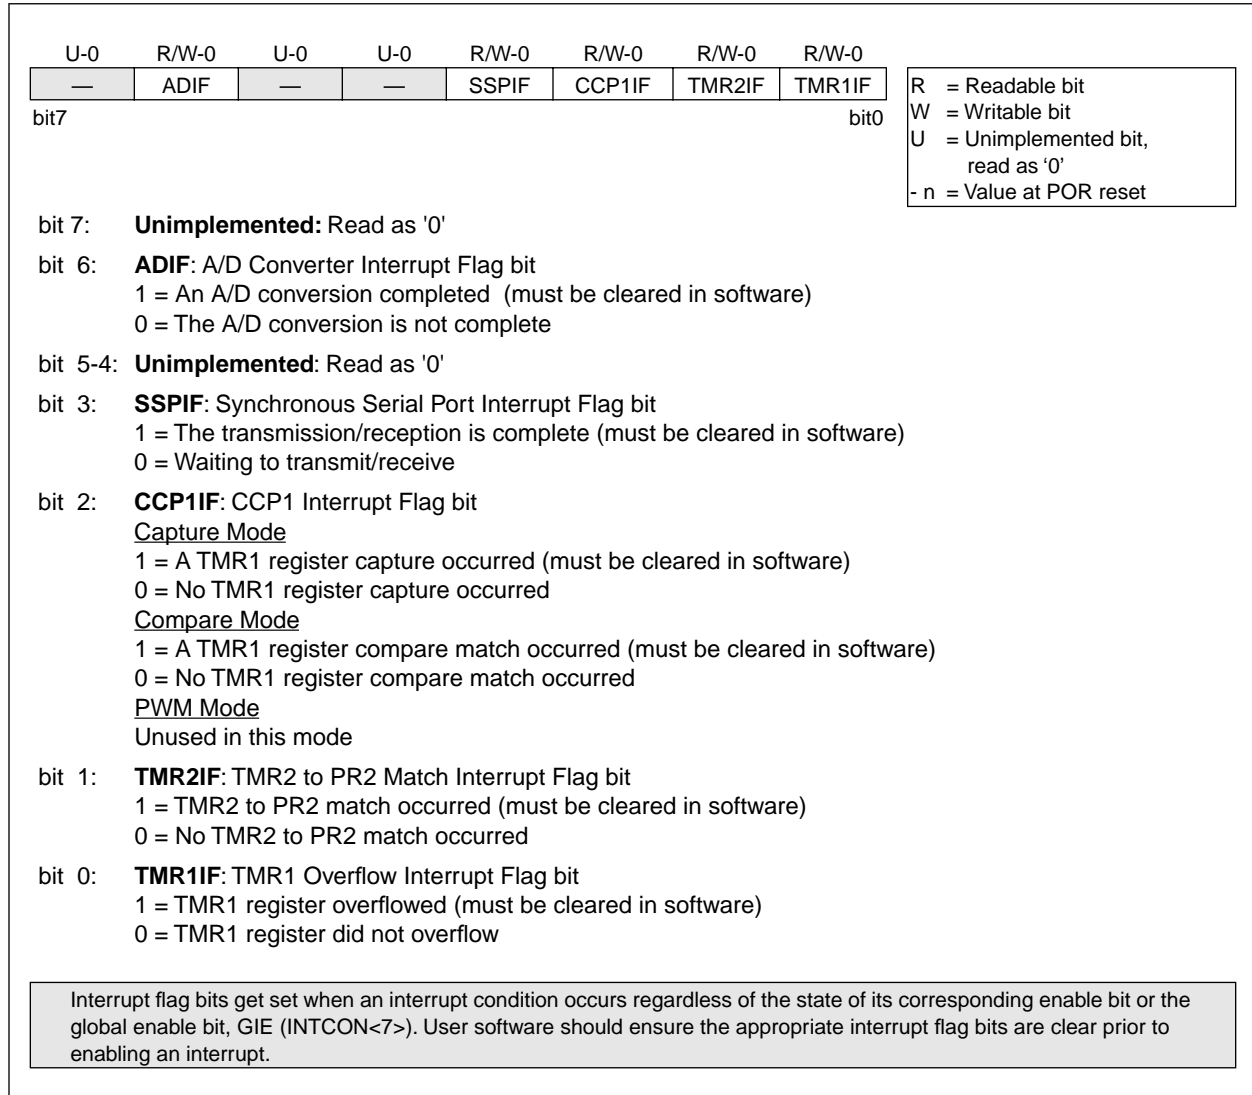 U-0 R/W-0 U-0 U-0 R/W-0 R/W-0 R/W-0 R/W-0
— ADIF — — SSPIF CCP1IF TMR2IF TMR1IF
bit7 bit0
R = Readable bit
W = Writable bit
U = Unimplemented bit,
read as ‘0’
- n = Value at POR reset
bit 7: Unimplemented: Read as '0'
bit 6: ADIF: A/D Converter Interrupt Flag bit
1 = An A/D conversion completed (must be cleared in software)
0 = The A/D conversion is not complete
bit 5-4: Unimplemented: Read as '0'
bit 3: SSPIF: Synchronous Serial Port Interrupt Flag bit
1 = The transmission/reception is complete (must be cleared in software)
0 = Waiting to transmit/receive
bit 2: CCP1IF: CCP1 Interrupt Flag bit
Capture Mode
1 = A TMR1 register capture occurred (must be cleared in software)
0 = No TMR1 register capture occurred
Compare Mode
1 = A TMR1 register compare match occurred (must be cleared in software)
0 = No TMR1 register compare match occurred
PWM Mode
Unused in this mode
bit 1: TMR2IF: TMR2 to PR2 Match Interrupt Flag bit
1 = TMR2 to PR2 match occurred (must be cleared in software)
0 = No TMR2 to PR2 match occurred
bit 0: TMR1IF: TMR1 Overflow Interrupt Flag bit
1 = TMR1 register overflowed (must be cleared in software)
0 = TMR1 register did not overflow
Interrupt flag bits get set when an interrupt condition occurs regardless of the state of its corresponding enable bit or the
global enable bit, GIE (INTCON<7>). User software should ensure the appropriate interrupt flag bits are clear prior to
enabling an interrupt.